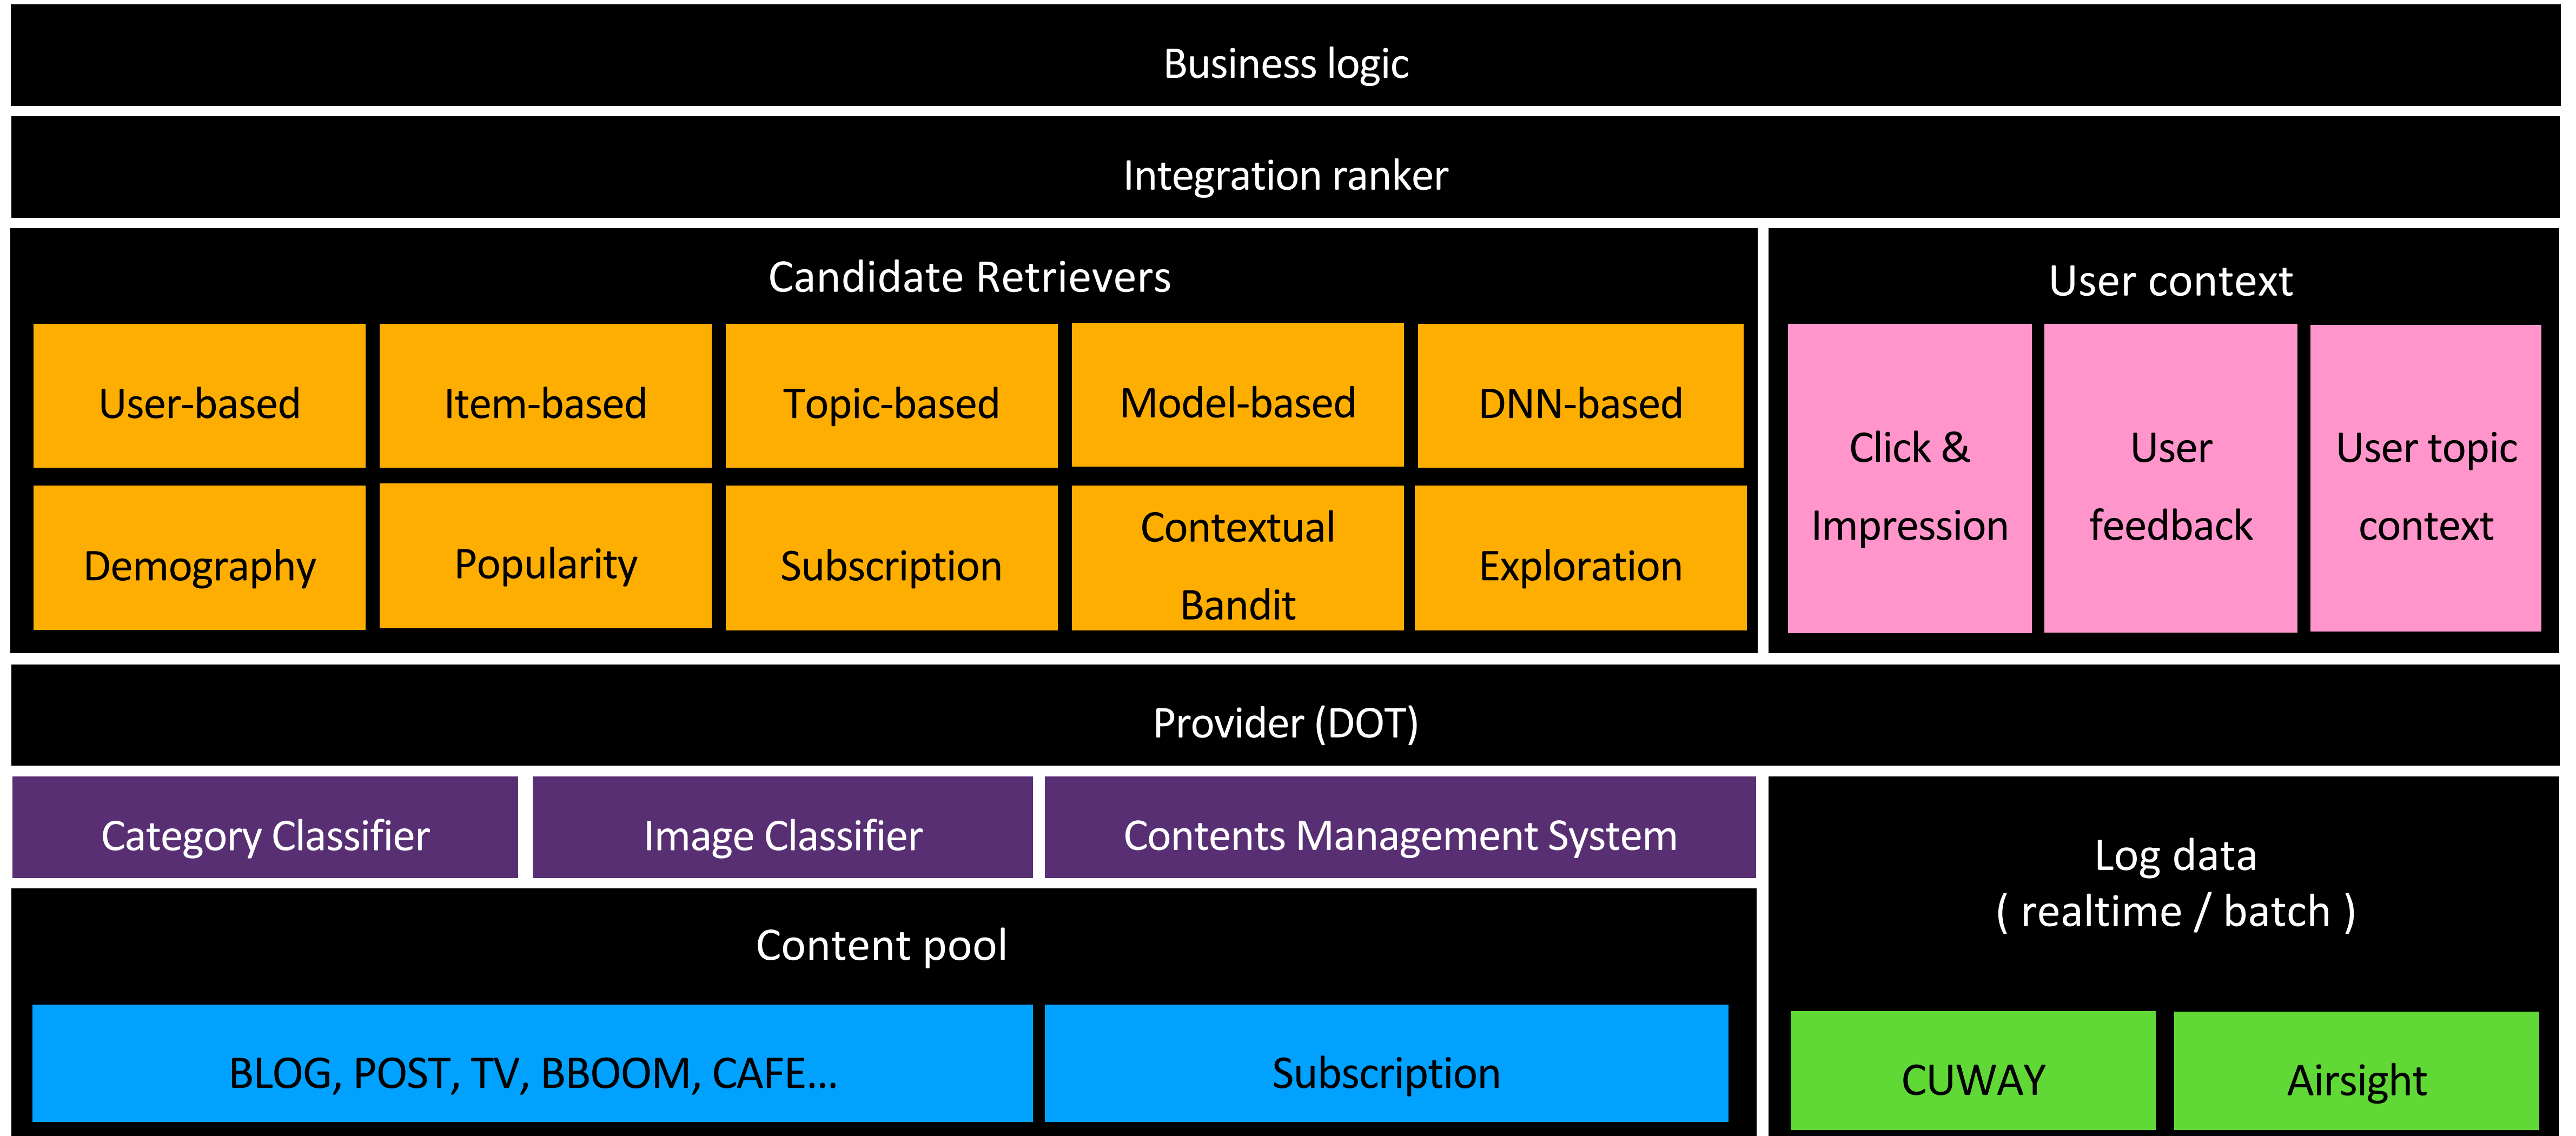 Business logic
Integration ranker
Candidate Retrievers
User-based
Item-based
Topic-based
Model-based
DNN-based
Demography
Popularity
Subscription
Contextual
Bandit
Exploration
User context
Click &
Impression
User
feedback
User topic
context
Provider (DOT)
Category Classifier
Image Classifier
Contents Management System
Content pool
BLOG, POST, TV, BBOOM, CAFE...
Subscription
Log data
( realtime / batch )
CUWAY
Airsight